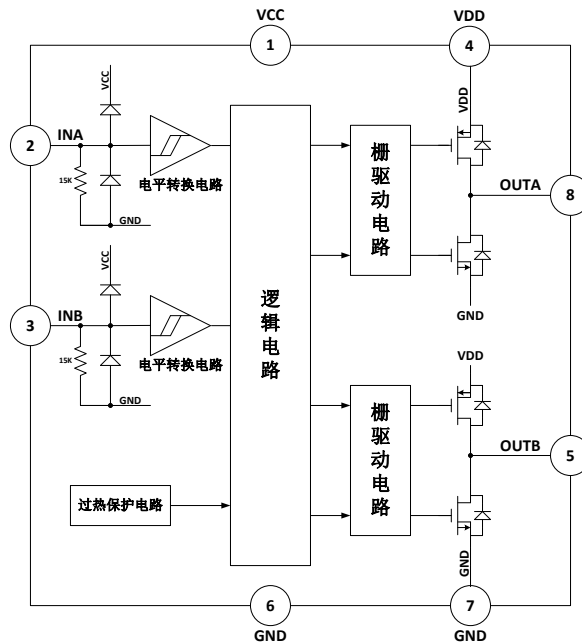 VCC
VDD
1
4
VCC
VDD
2
INA
15K
电平转换电路
GND
栅驱动电路
OUTA
8
VCC
3
INB
15K
电平转换电路
GND
逻辑电路
GND
VDD
栅驱动电路
OUTB
5
过热保护电路
GND
6
7
GND
GND